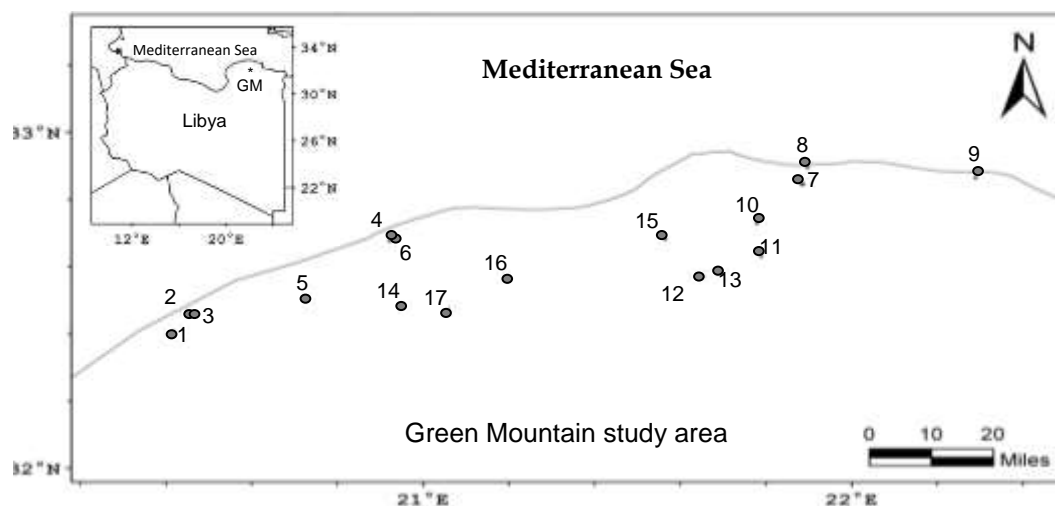 Mediterranean Sea
34°N
GM
30°N
Libya
26°N
22°N
12°E
20°E
Mediterranean Sea
N
33°N
8
9
7
10
15
4
6
11
16
5
12
13
2
14
17
3
1
Green Mountain study area
0
10
20
Miles
32°N
21°E
22°E